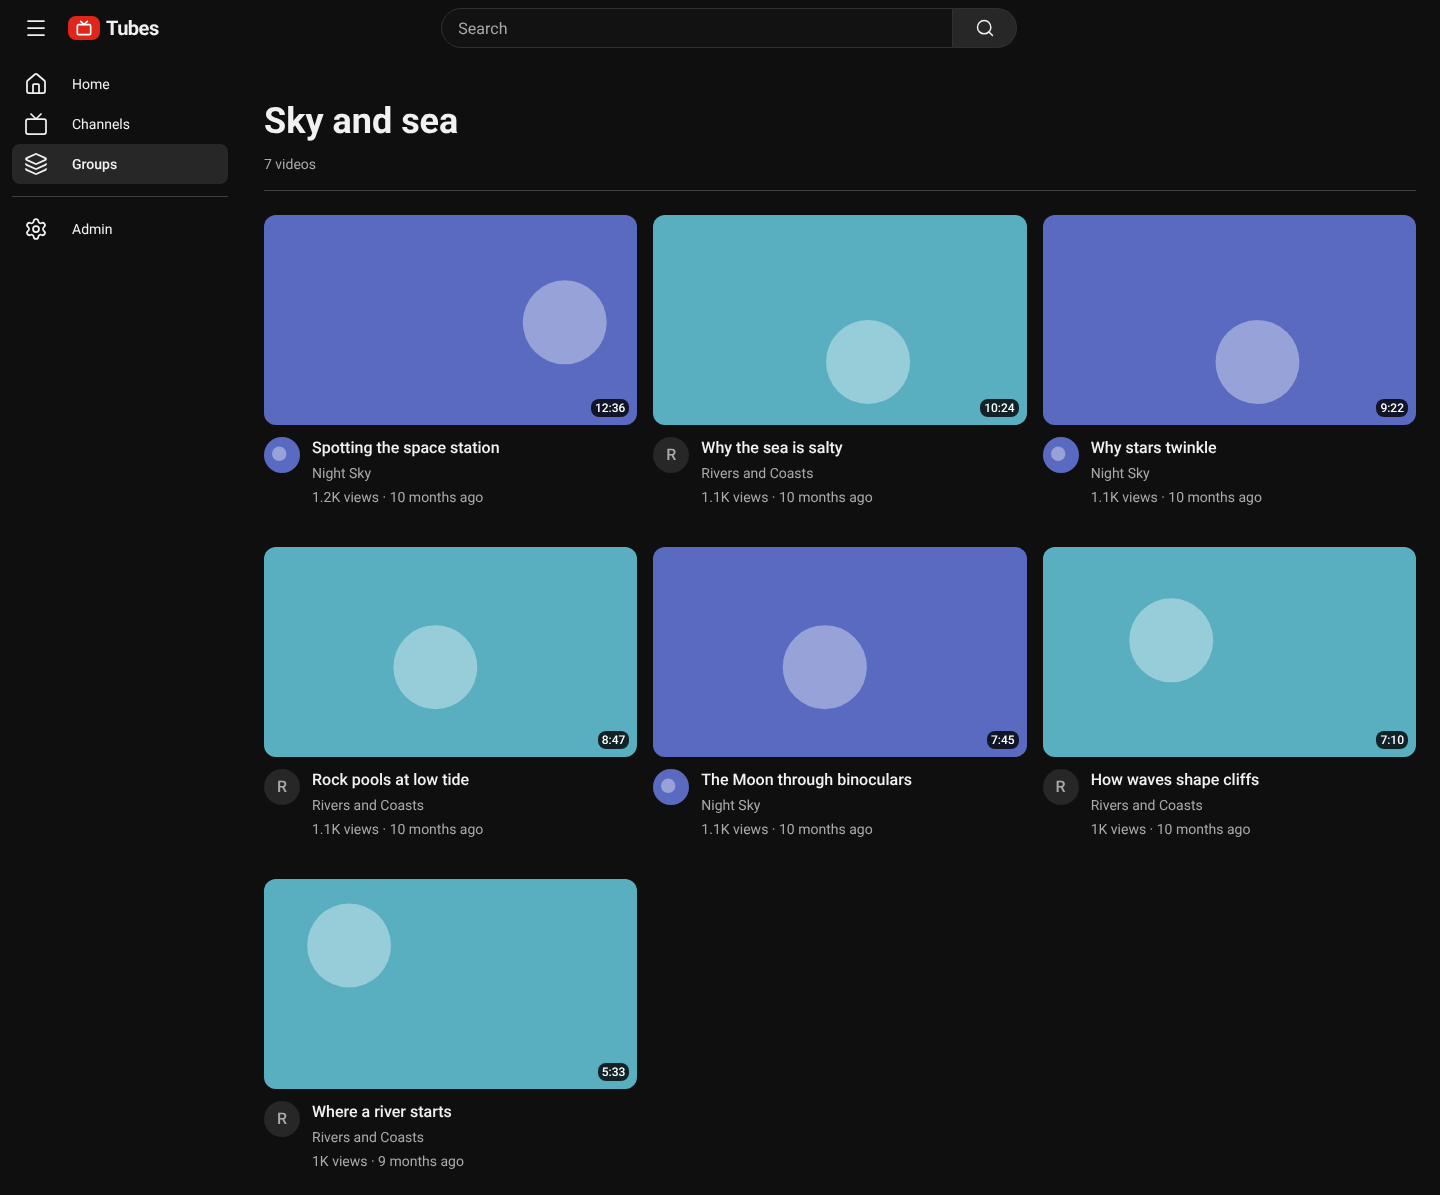 Tubes
Search
Home
Channels
Groups
Admin
Sky and sea
7 videos
12:36
Spotting the space station
Night Sky
1.2K views · 10 months ago
10:24
R
Why the sea is salty
Rivers and Coasts
1.1K views · 10 months ago
9:22
Why stars twinkle
Night Sky
1.1K views · 10 months ago
8:47
R
Rock pools at low tide
Rivers and Coasts
1.1K views · 10 months ago
7:45
The Moon through binoculars
Night Sky
1.1K views · 10 months ago
7:10
R
How waves shape cliffs
Rivers and Coasts
1K views · 10 months ago
5:33
R
Where a river starts
Rivers and Coasts
1K views · 9 months ago